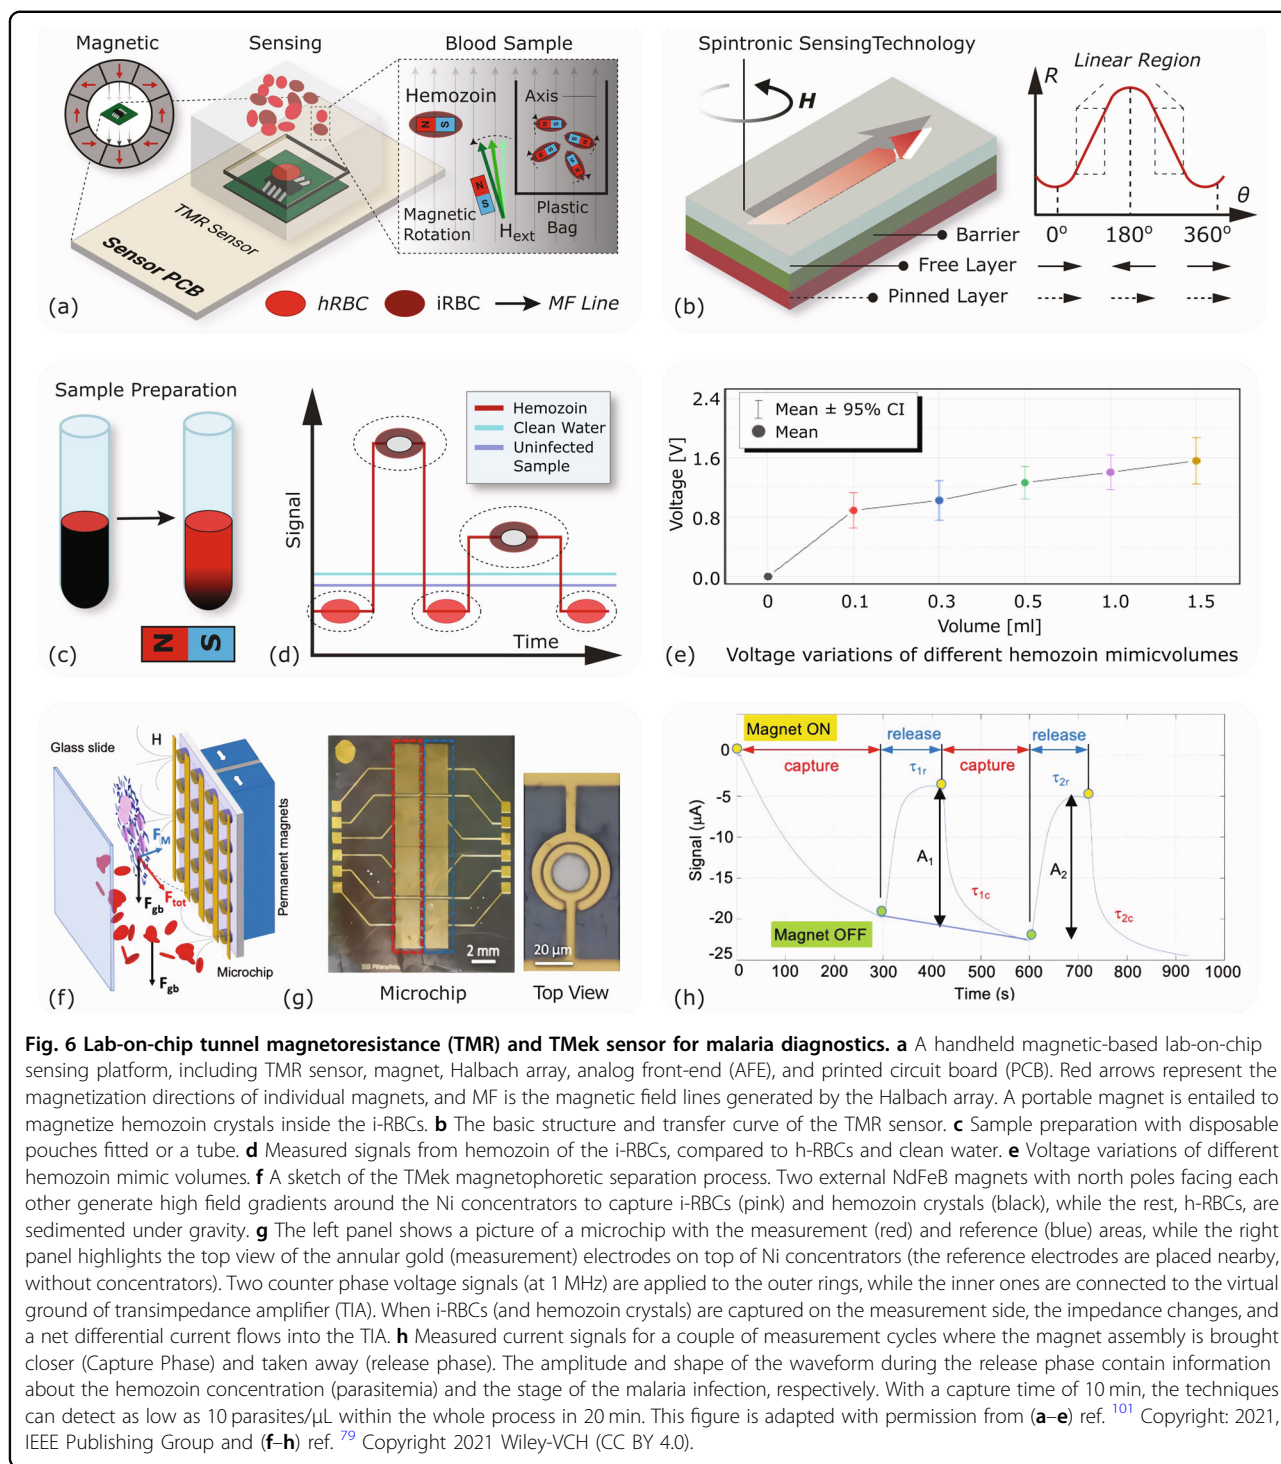 Magnetic
Sensing
Blood Sample
Hemozoin
N S
Axis
N
S
Magnetic
Rotation
Hext
Plastic
Bag
TMR Sensor
Sensor PCB
(a)
hRBC
iRBC
MF Line
Spintronic SensingTechnology
H
R
Linear Region
θ
0° 180° 360°
Barrier
Free Layer
Pinned Layer
(b)
Sample Preparation
N S
(c)
Signal
Hemozoin
Clean Water
Uninfected
Sample
Time
(d)
Voltage [V]
2.4
1.6
0.8
0.0
Mean ± 95% CI
Mean
0 0.1 0.3 0.5 1.0 1.5
Volume [ml]
(e) Voltage variations of different hemozoin mimicvolumes
Glass slide
H
FM
Ftot
Fgb
Fgb
Permanent magnets
Microchip
(f)
2 mm
Microchip
20 µm
Top View
(g)
Signal (µA)
0
-5
-10
-15
-20
-25
Magnet ON
capture
release
capture
release
τ1r
τ2r
A1
A2
τ1c
τ2c
Magnet OFF
0 100 200 300 400 500 600 700 800 900 1000
Time (s)
(h)
Fig. 6 Lab-on-chip tunnel magnetoresistance (TMR) and TMek sensor for malaria diagnostics. a A handheld magnetic-based lab-on-chip
sensing platform, including TMR sensor, magnet, Halbach array, analog front-end (AFE), and printed circuit board (PCB). Red arrows represent the
magnetization directions of individual magnets, and MF is the magnetic field lines generated by the Halbach array. A portable magnet is entailed to
magnetize hemozoin crystals inside the i-RBCs. b The basic structure and transfer curve of the TMR sensor. c Sample preparation with disposable
pouches fitted or a tube. d Measured signals from hemozoin of the i-RBCs, compared to h-RBCs and clean water. e Voltage variations of different
hemozoin mimic volumes. f A sketch of the TMek magnetophoretic separation process. Two external NdFeB magnets with north poles facing each
other generate high field gradients around the Ni concentrators to capture i-RBCs (pink) and hemozoin crystals (black), while the rest, h-RBCs, are
sedimented under gravity. g The left panel shows a picture of a microchip with the measurement (red) and reference (blue) areas, while the right
panel highlights the top view of the annular gold (measurement) electrodes on top of Ni concentrators (the reference electrodes are placed nearby,
without concentrators). Two counter phase voltage signals (at 1 MHz) are applied to the outer rings, while the inner ones are connected to the virtual
ground of transimpedance amplifier (TIA). When i-RBCs (and hemozoin crystals) are captured on the measurement side, the impedance changes, and
a net differential current flows into the TIA. h Measured current signals for a couple of measurement cycles where the magnet assembly is brought
closer (Capture Phase) and taken away (release phase). The amplitude and shape of the waveform during the release phase contain information
about the hemozoin concentration (parasitemia) and the stage of the malaria infection, respectively. With a capture time of 10 min, the techniques
can detect as low as 10 parasites/µL within the whole process in 20 min. This figure is adapted with permission from (a–e) ref. 101 Copyright: 2021,
IEEE Publishing Group and (f–h) ref. 79 Copyright 2021 Wiley-VCH (CC BY 4.0).